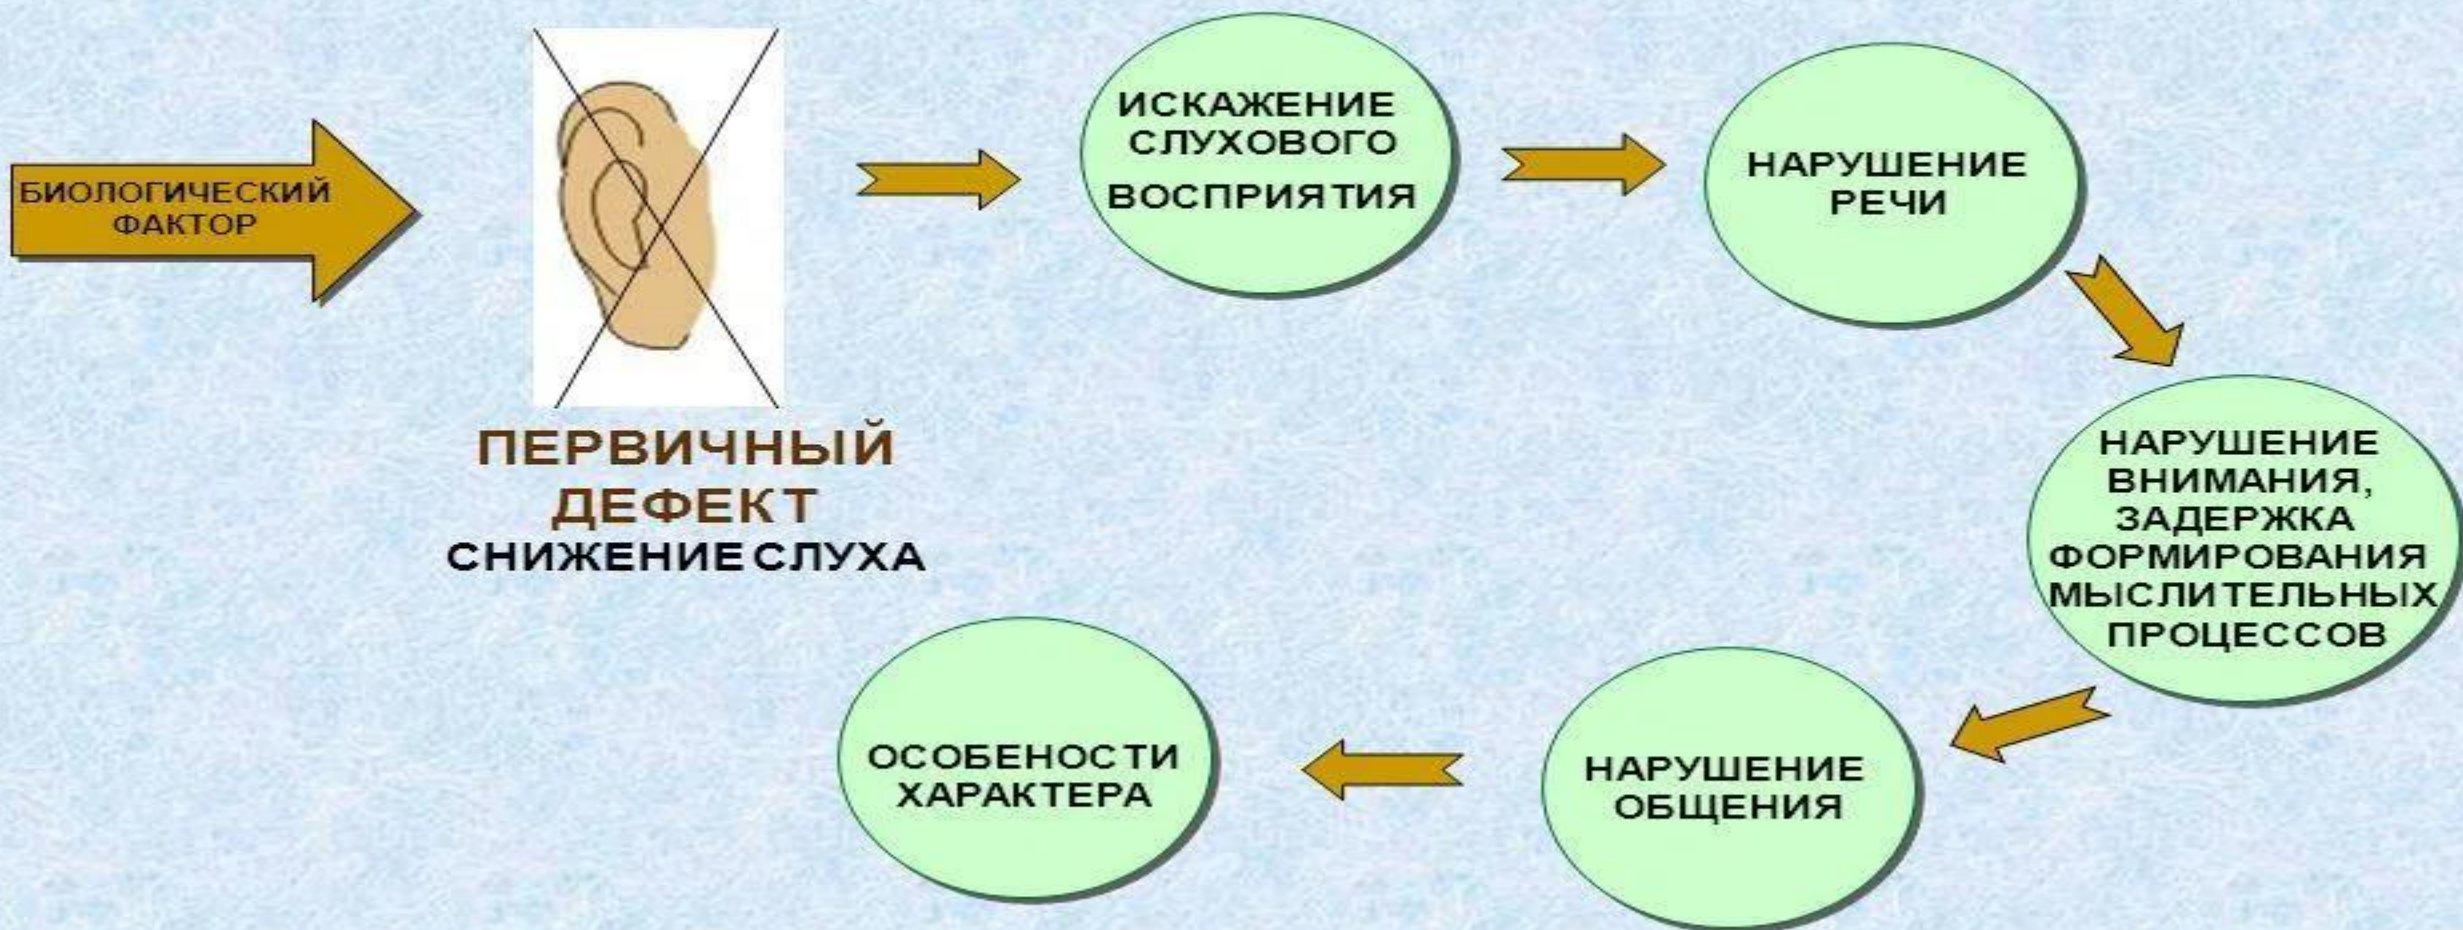 БИОЛОГИЧЕСКИЙ
ФАКТОР
ПЕРВИЧНЫЙ
ДЕФЕКТ
СНИЖЕНИЕ СЛУХА
ИСКАЖЕНИЕ
СЛУХОВОГО
ВОСПРИЯТИЯ
НАРУШЕНИЕ
РЕЧИ
НАРУШЕНИЕ
ВНИМАНИЯ,
ЗАДЕРЖКА
ФОРМИРОВАНИЯ
МЫСЛИТЕЛЬНЫХ
ПРОЦЕССОВ
НАРУШЕНИЕ
ОБЩЕНИЯ
ОСОБЕНОСТИ
ХАРАКТЕРА